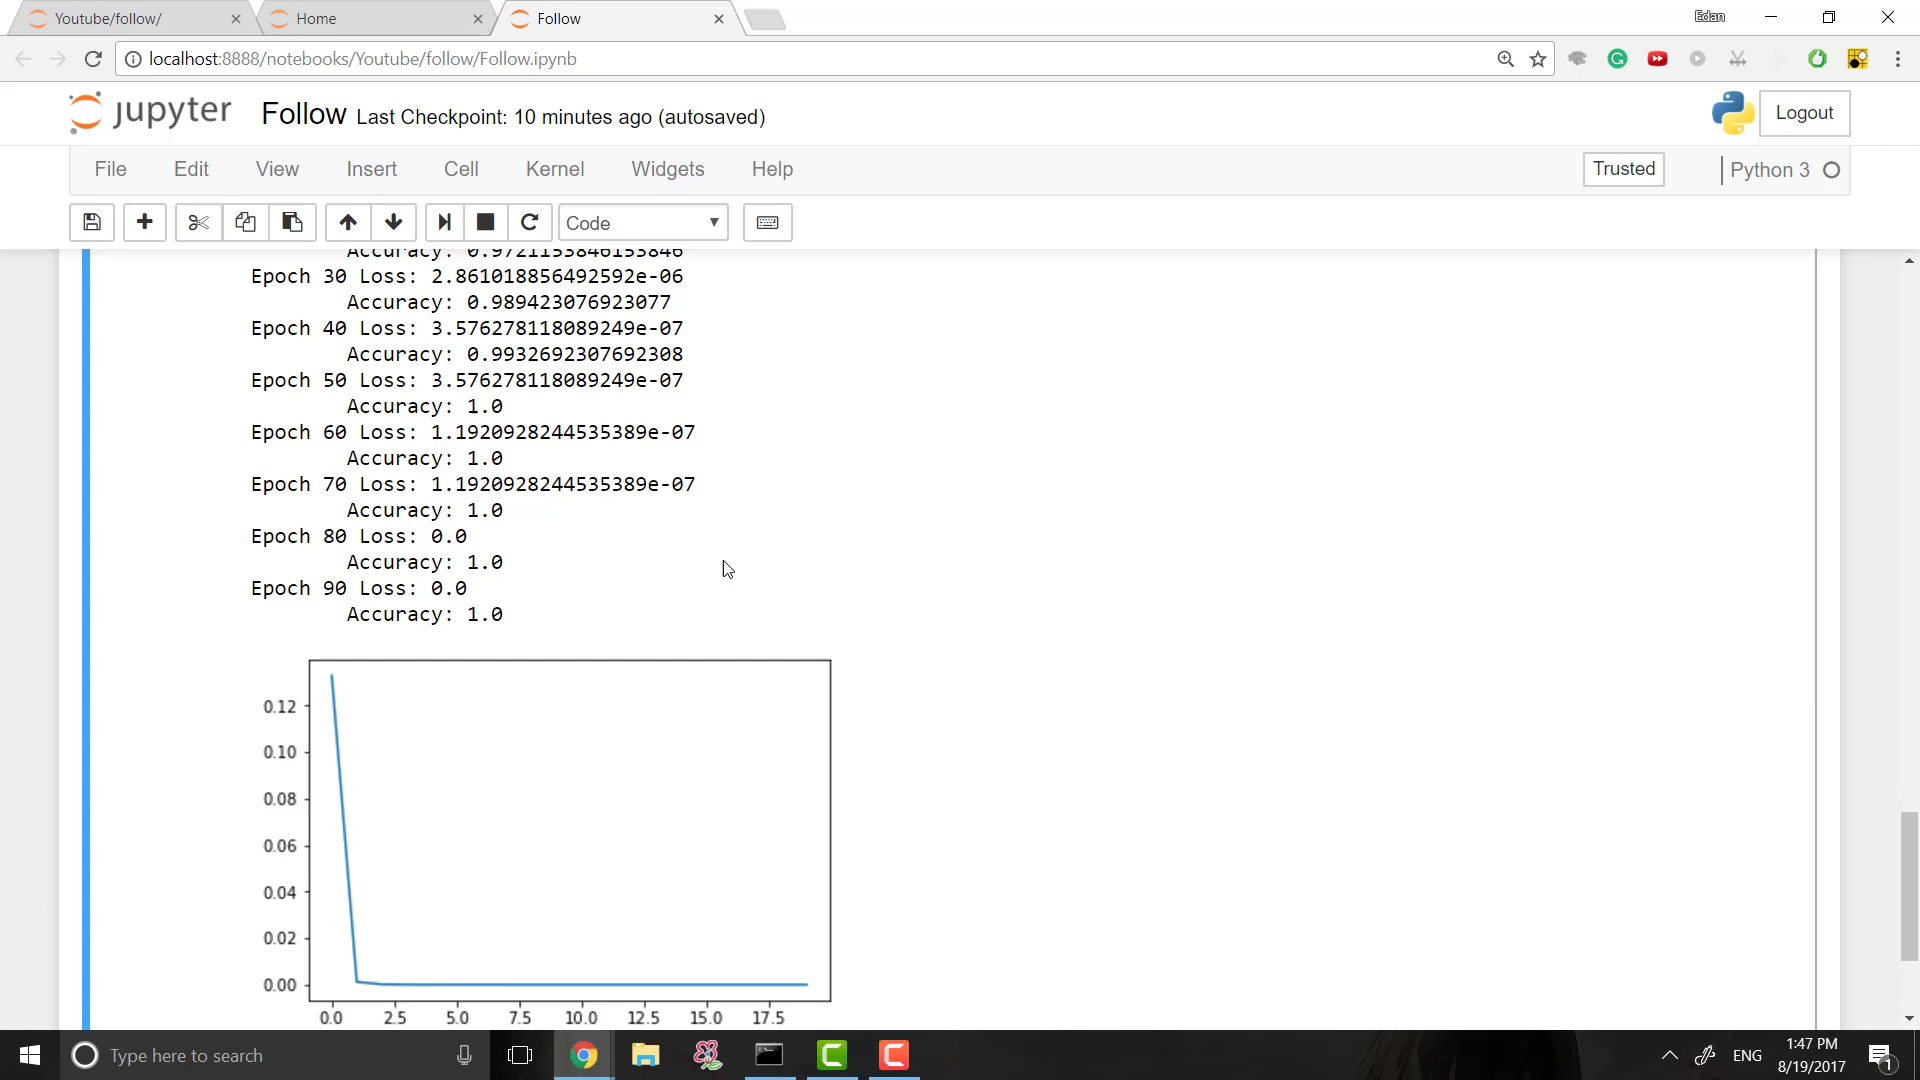 Youtube/follow/
Home
Follow
Edan
localhost:8888/notebooks/Youtube/follow/Follow.ipynb
jupyter
Follow Last Checkpoint: 10 minutes ago (autosaved)
Logout
File Edit View Insert Cell Kernel Widgets Help
Trusted
Python 3
Code
Accuracy: 0.9721153846153846
Epoch 30 Loss: 2.861018856492592e-06
Accuracy: 0.989423076923077
Epoch 40 Loss: 3.576278118089249e-07
Accuracy: 0.9932692307692308
Epoch 50 Loss: 3.576278118089249e-07
Accuracy: 1.0
Epoch 60 Loss: 1.1920928244535389e-07
Accuracy: 1.0
Epoch 70 Loss: 1.1920928244535389e-07
Accuracy: 1.0
Epoch 80 Loss: 0.0
Accuracy: 1.0
Epoch 90 Loss: 0.0
Accuracy: 1.0
0.12
0.10
0.08
0.06
0.04
0.02
0.00
0.0 2.5 5.0 7.5 10.0 12.5 15.0 17.5
Type here to search
ENG
1:47 PM
8/19/2017
1